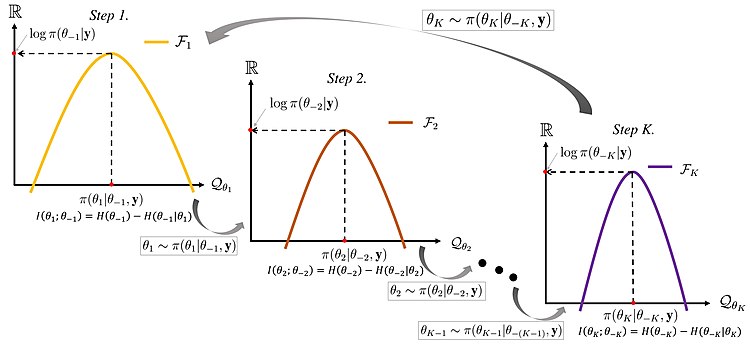 θ_K ∼ π(θ_K|θ_{−K}, y)
Step 1.
ℝ
log π(θ_{−1}|y)
ℱ_1
𝒬_{θ_1}
π(θ_1|θ_{−1}, y)
I(θ_1; θ_{−1}) = H(θ_{−1}) − H(θ_{−1}|θ_1)
θ_1 ∼ π(θ_1|θ_{−1}, y)
Step 2.
ℝ
log π(θ_{−2}|y)
ℱ_2
𝒬_{θ_2}
π(θ_2|θ_{−2}, y)
I(θ_2; θ_{−2}) = H(θ_{−2}) − H(θ_{−2}|θ_2)
θ_2 ∼ π(θ_2|θ_{−2}, y)
θ_{K−1} ∼ π(θ_{K−1}|θ_{−(K−1)}, y)
Step K.
ℝ
log π(θ_{−K}|y)
ℱ_K
𝒬_{θ_K}
π(θ_K|θ_{−K}, y)
I(θ_K; θ_{−K}) = H(θ_{−K}) − H(θ_{−K}|θ_K)